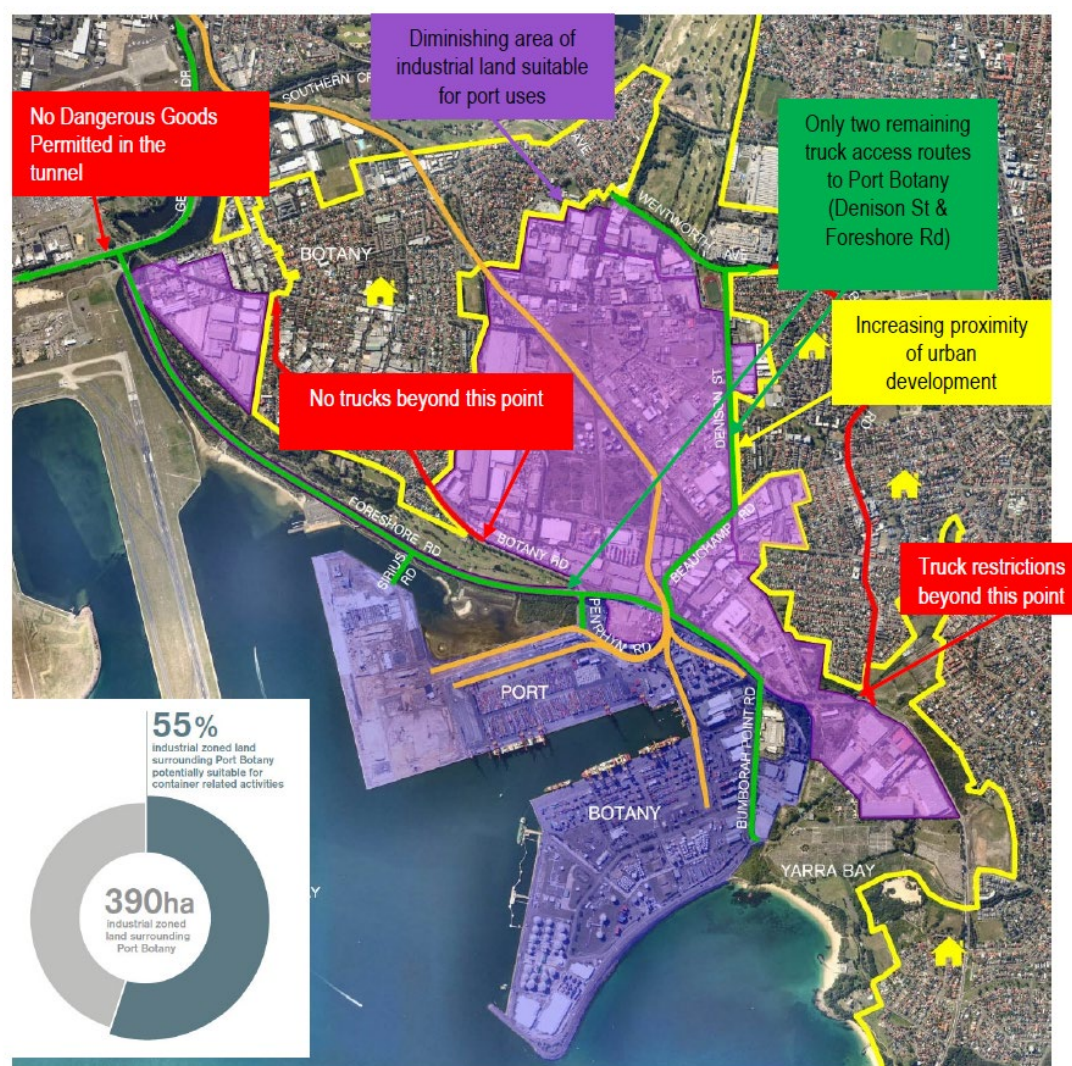 Diminishing area of
industrial land suitable
for port uses
No Dangerous Goods
Permitted in the
tunnel
Only two remaining
truck access routes
to Port Botany
(Denison St &
Foreshore Rd)
SOUTHERN
DR
AVE
WENTWORTH AVE
BOTANY
Increasing proximity
of urban
development
No trucks beyond this point
DENISON ST
RD
FORESHORE RD
BOTANY RD
SIRIUS
RD
BEAUCHAMP RD
Truck restrictions
beyond this point
PENRHYN RD
PORT
BOTANY
BUMBORAH POINT RD
YARRA BAY
55%
industrial zoned land
surrounding Port Botany
potentially suitable for
container related activities
390ha
industrial zoned
land surrounding
Port Botany